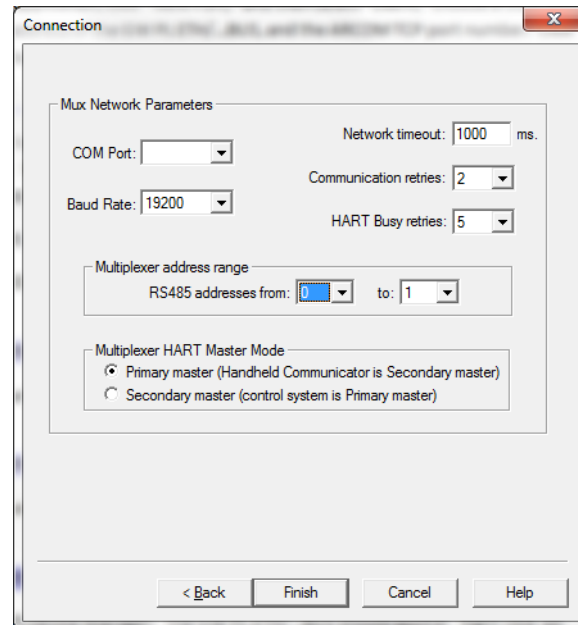 Connection
Mux Network Parameters
COM Port:
Baud Rate: 19200
Network timeout: 1000 ms.
Communication retries: 2
HART Busy retries: 5
Multiplexer address range
RS485 addresses from: 0 to: 1
Multiplexer HART Master Mode
Primary master (Handheld Communicator is Secondary master)
Secondary master (control system is Primary master)
< Back Finish Cancel Help